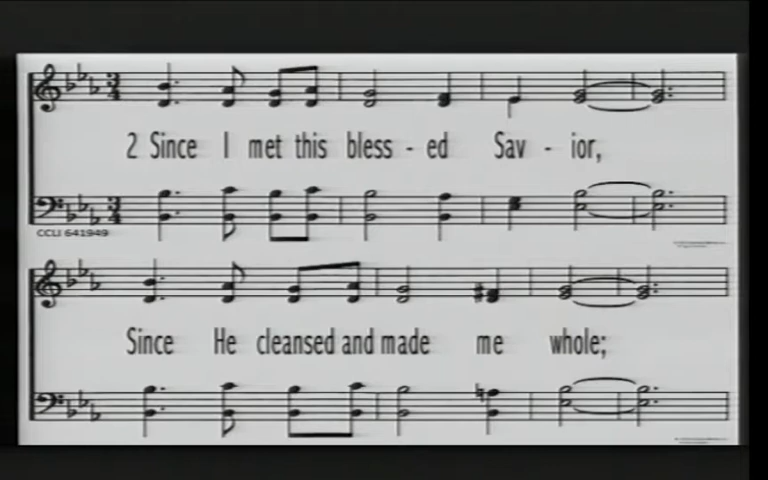 2 Since I met this bless - ed Sav - ior,
CCLI 641949
Since He cleansed and made me whole;